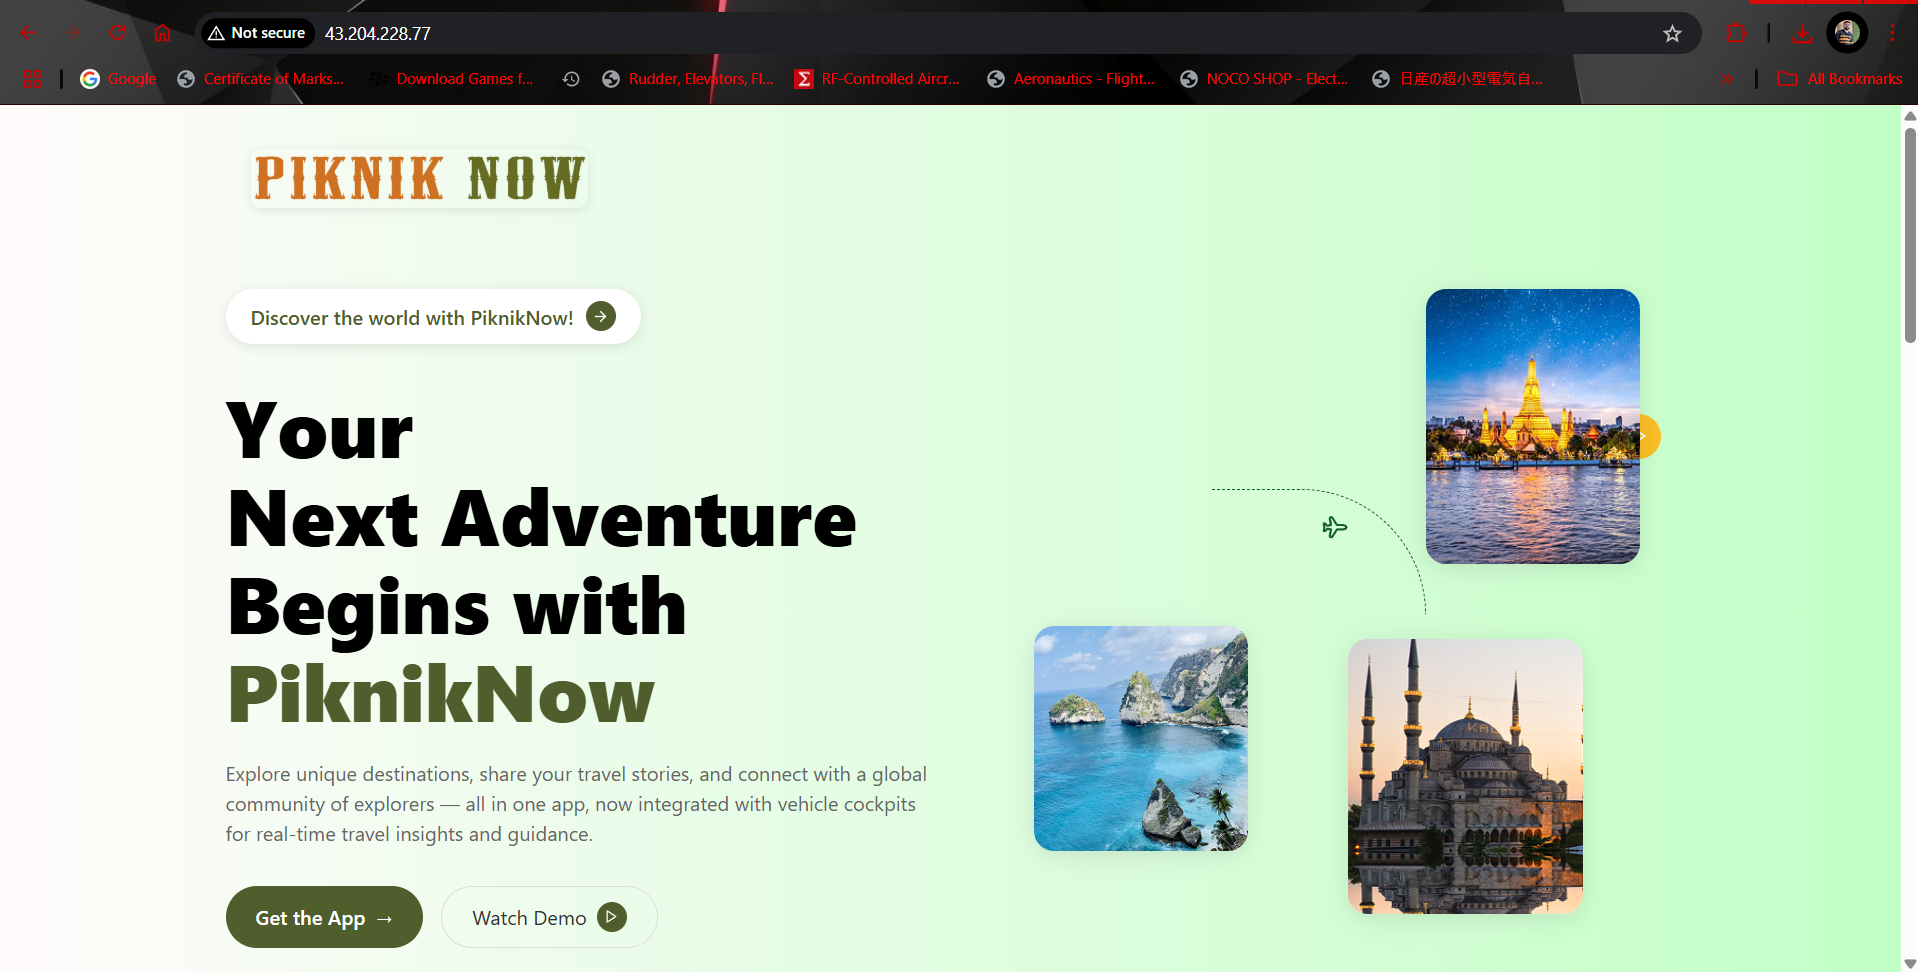 Not secure 43.204.228.77
Google Certificate of Marks... Download Games f... Rudder, Elevators, Fl... RF-Controlled Aircr... Aeronautics - Flight... NOCO SHOP - Elect... 日産の超小型電気自... All Bookmarks
PIKNIK NOW
Discover the world with PiknikNow!
Your
Next Adventure
Begins with
PiknikNow
Explore unique destinations, share your travel stories, and connect with a global
community of explorers — all in one app, now integrated with vehicle cockpits
for real-time travel insights and guidance.
Get the App →
Watch Demo